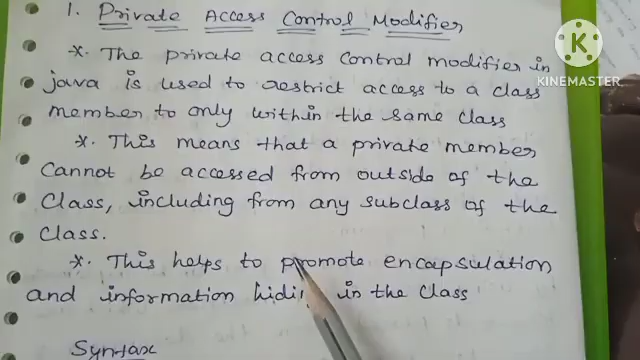 1. Private Access Control Modifier
*. The private access control modifier in
java is used to restrict access to a class
member to only within the same class
*. This means that a private member
cannot be accessed from outside of the
class, including from any subclass of the
class.
*. This helps to promote encapsulation
and information hidi in the class
Syntax
K
KINEMASTER